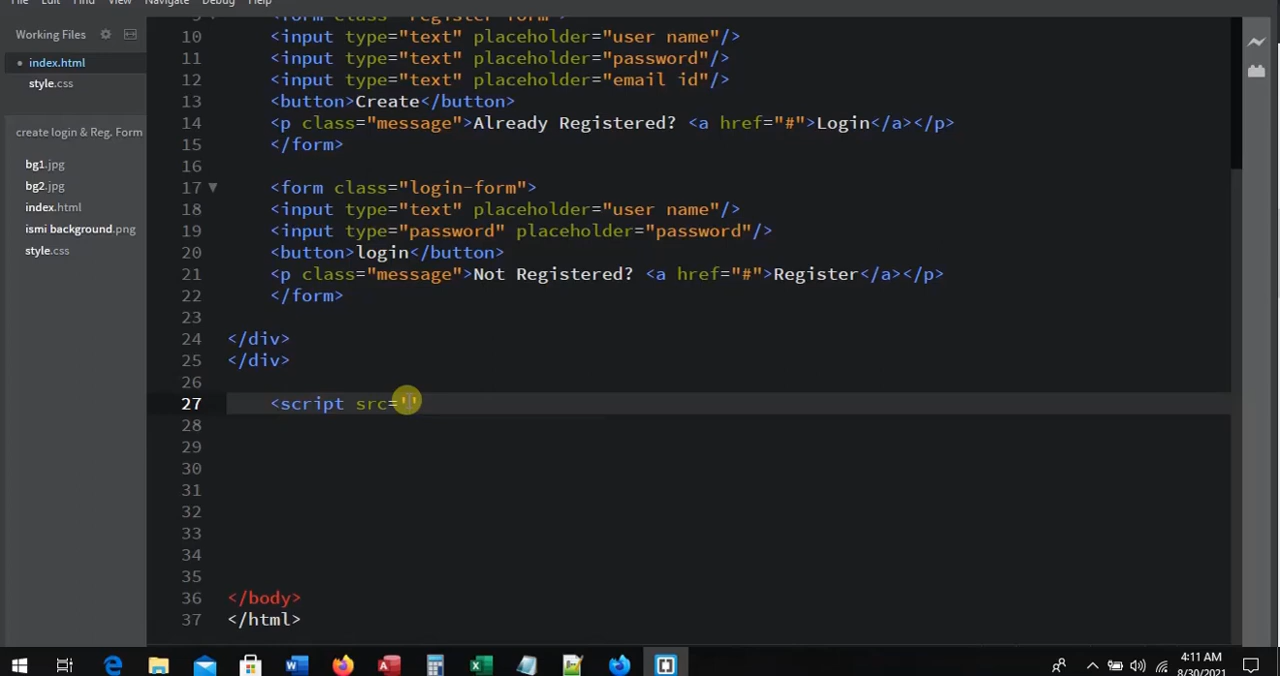 File Edit Find View Navigate Debug Help
Working Files
index.html
style.css
create login & Reg. Form
bg1.jpg
bg2.jpg
index.html
ismi background.png
style.css
9 <form class="register-form">
10 <input type="text" placeholder="user name"/>
11 <input type="text" placeholder="password"/>
12 <input type="text" placeholder="email id"/>
13 <button>Create</button>
14 <p class="message">Already Registered? <a href="#">Login</a></p>
15 </form>
16
17 <form class="login-form">
18 <input type="text" placeholder="user name"/>
19 <input type="password" placeholder="password"/>
20 <button>login</button>
21 <p class="message">Not Registered? <a href="#">Register</a></p>
22 </form>
23
24 </div>
25 </div>
26
27 <script src=''
28
29
30
31
32
33
34
35
36 </body>
37 </html>
4:11 AM
8/30/2021